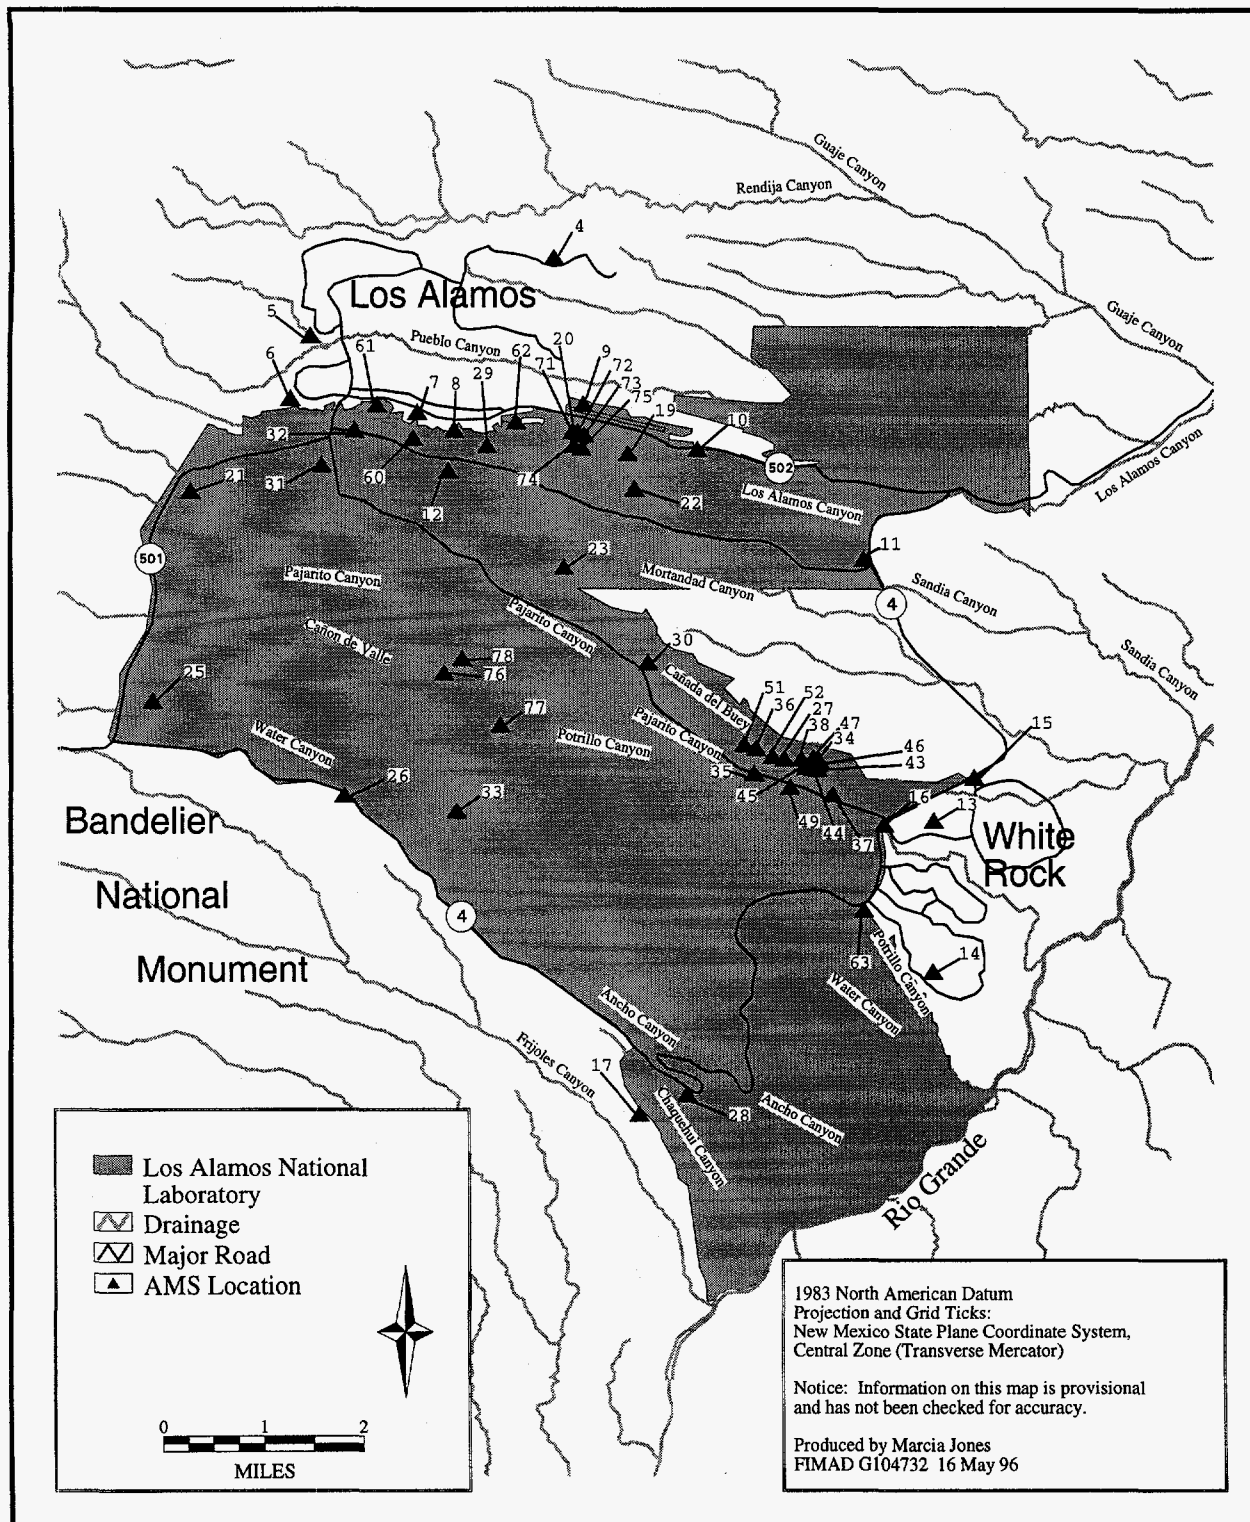 Guaje Canyon
Rendija Canyon
4
Los Alamos
Guaje Canyon
5
Pueblo Canyon
20
6
61
62
71
9
72
7
8
29
73
75
19
10
32
502
21
31
60
12
74
22
Los Alamos Canyon
Los Alamos Canyon
501
23
11
Pajarito Canyon
Mortandad Canyon
Sandia Canyon
4
Pajarito Canyon
Cañon de Valle
30
Sandia Canyon
78
76
25
Cañada del Buey
51
36
52
27
38
47
34
77
Pajarito Canyon
Water Canyon
Potrillo Canyon
46
15
43
35
26
45
33
49
44
37
16
13
Bandelier
White
Rock
National
4
Monument
63
Potrillo Canyon
14
Water Canyon
Ancho Canyon
Frijoles Canyon
17
28
Chaquehui Canyon
Ancho Canyon
Rio Grande
Los Alamos National
Laboratory
Drainage
Major Road
AMS Location
0 1 2
MILES
1983 North American Datum
Projection and Grid Ticks:
New Mexico State Plane Coordinate System,
Central Zone (Transverse Mercator)
Notice: Information on this map is provisional
and has not been checked for accuracy.
Produced by Marcia Jones
FIMAD G104732 16 May 96